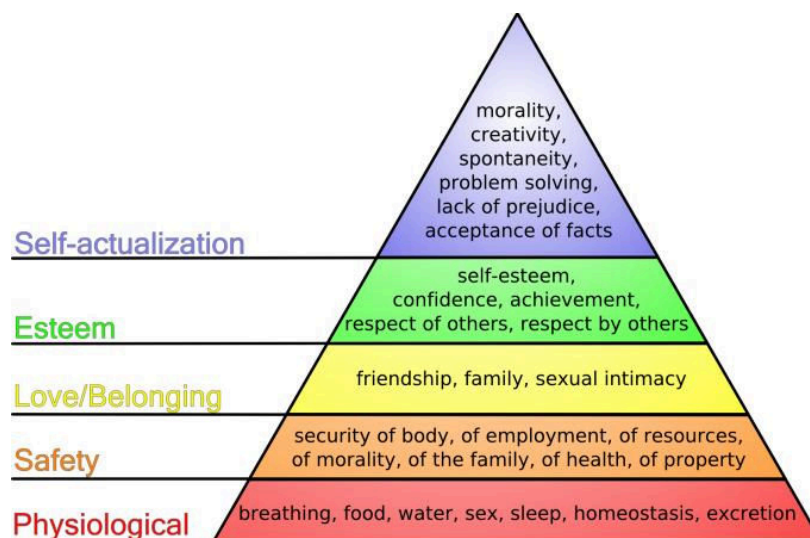 morality,
creativity,
spontaneity,
problem solving,
lack of prejudice,
acceptance of facts
Self-actualization
self-esteem,
confidence, achievement,
respect of others, respect by others
Esteem
friendship, family, sexual intimacy
Love/Belonging
security of body, of employment, of resources,
of morality, of the family, of health, of property
Safety
breathing, food, water, sex, sleep, homeostasis, excretion
Physiological